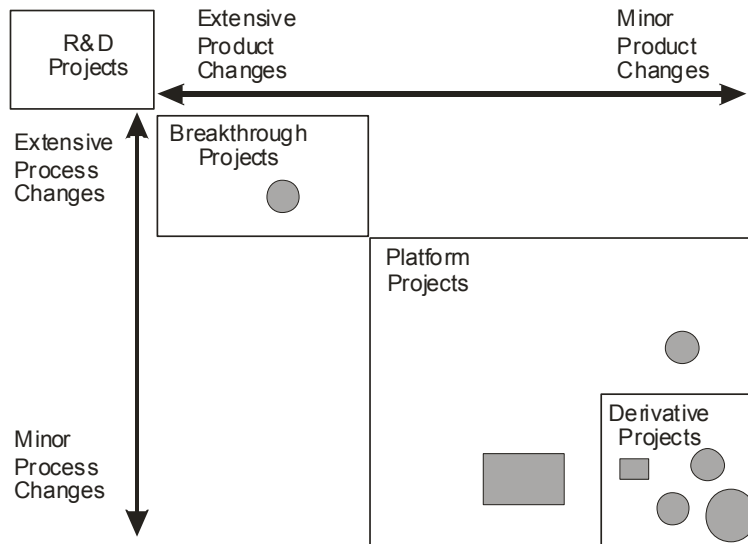 R&D
Projects
Extensive
Product
Changes
Minor
Product
Changes
Extensive
Process
Changes
Breakthrough
Projects
Platform
Projects
Derivative
Projects
Minor
Process
Changes